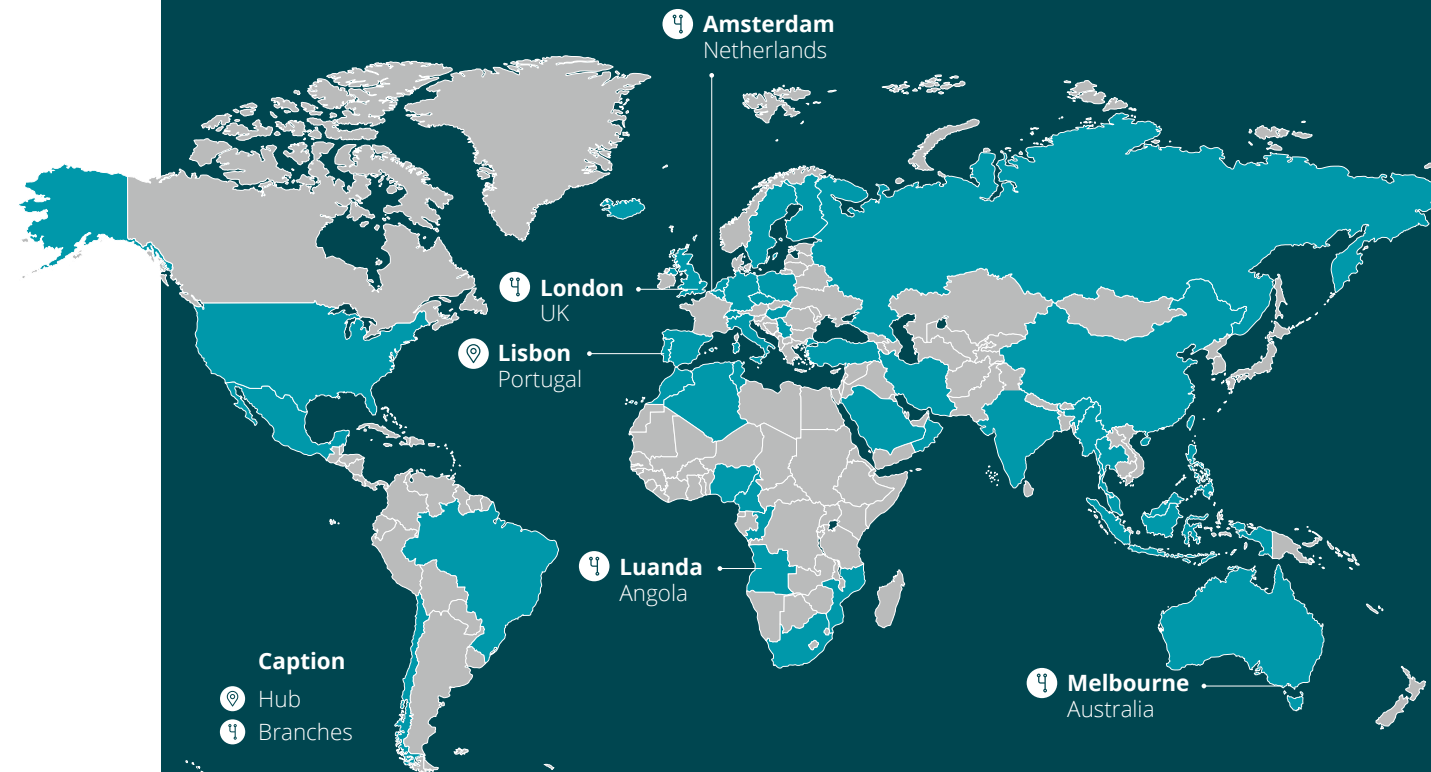 Amsterdam
Netherlands
London
UK
Lisbon
Portugal
Luanda
Angola
Caption
Hub
Branches
Melbourne
Australia